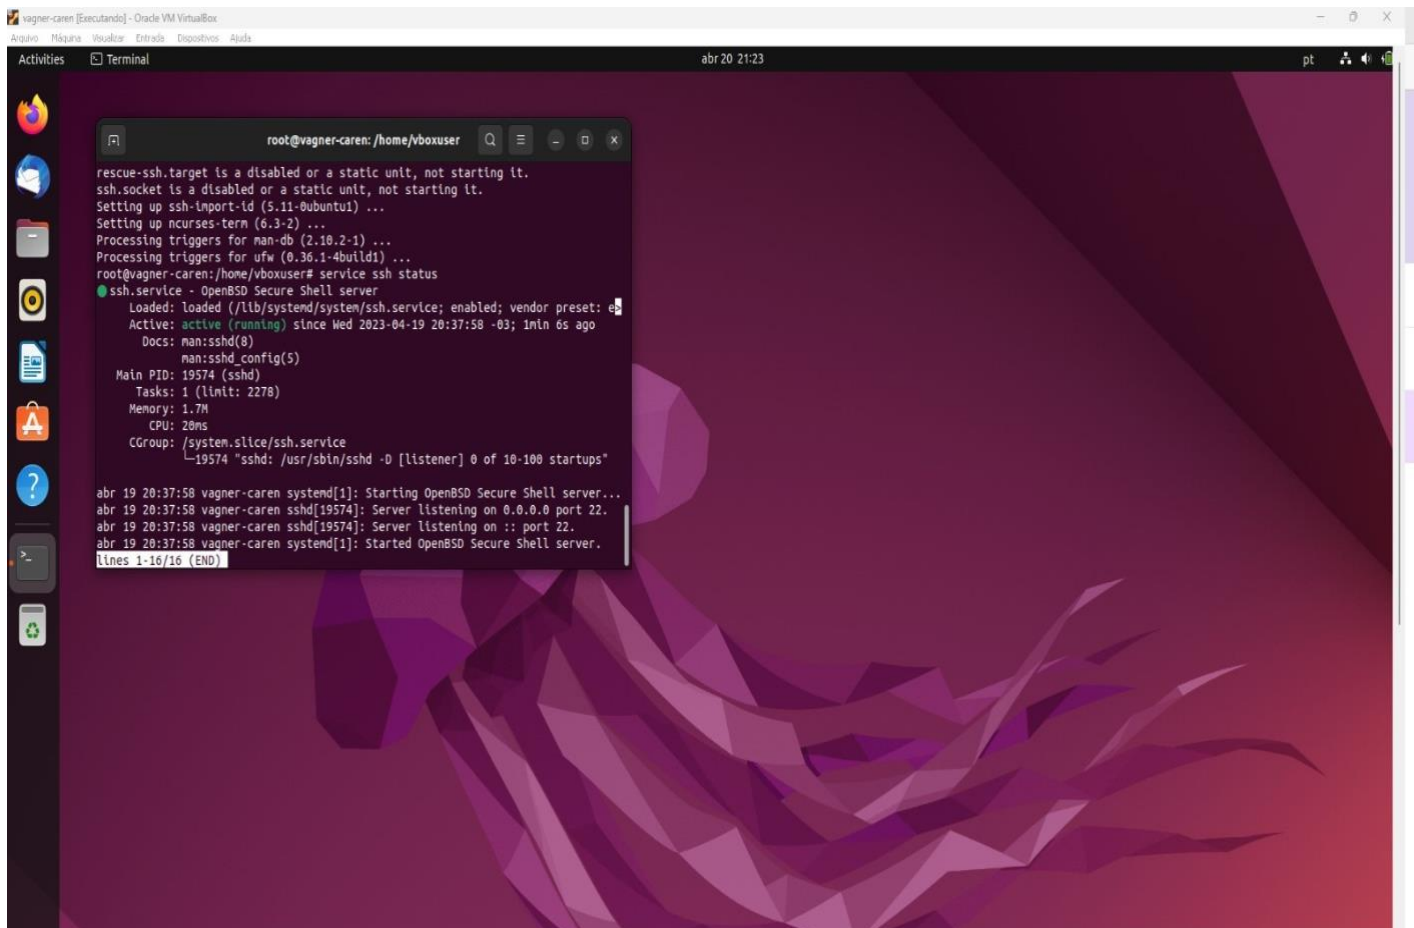 vagner-caren [Executando] - Oracle VM VirtualBox
Arquivo Máquina Visualizar Entrada Dispositivos Ajuda
Activities Terminal abr 20 21:23 pt
root@vagner-caren: /home/vboxuser
rescue-ssh.target is a disabled or a static unit, not starting it.
ssh.socket is a disabled or a static unit, not starting it.
Setting up ssh-import-id (5.11-0ubuntu1) ...
Setting up ncurses-term (6.3-2) ...
Processing triggers for man-db (2.10.2-1) ...
Processing triggers for ufw (0.36.1-4build1) ...
root@vagner-caren:/home/vboxuser# service ssh status
ssh.service - OpenBSD Secure Shell server
Loaded: loaded (/lib/systemd/system/ssh.service; enabled; vendor preset: e>
Active: active (running) since Wed 2023-04-19 20:37:58 -03; 1min 6s ago
Docs: man:sshd(8)
man:sshd_config(5)
Main PID: 19574 (sshd)
Tasks: 1 (limit: 2278)
Memory: 1.7M
CPU: 20ms
CGroup: /system.slice/ssh.service
└─19574 "sshd: /usr/sbin/sshd -D [listener] 0 of 10-100 startups"
abr 19 20:37:58 vagner-caren systemd[1]: Starting OpenBSD Secure Shell server...
abr 19 20:37:58 vagner-caren sshd[19574]: Server listening on 0.0.0.0 port 22.
abr 19 20:37:58 vagner-caren sshd[19574]: Server listening on :: port 22.
abr 19 20:37:58 vagner-caren systemd[1]: Started OpenBSD Secure Shell server.
lines 1-16/16 (END)